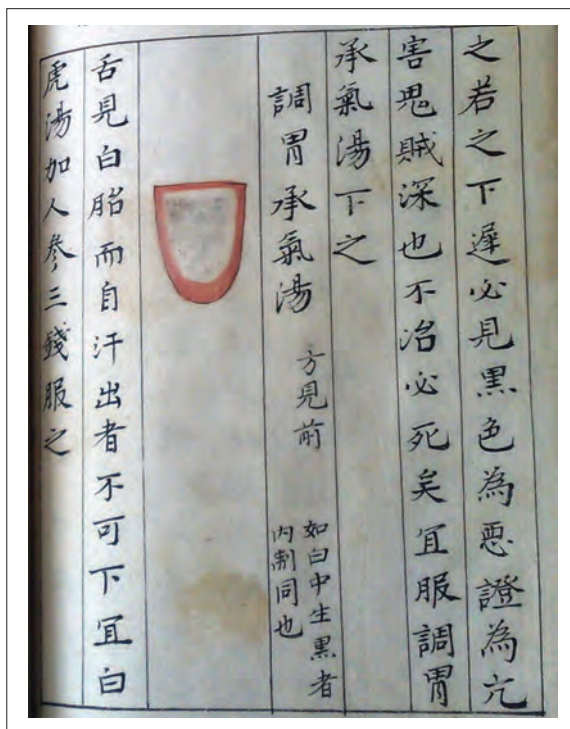 之若之下遲必見黑色為惡證為亢
害鬼賊深也不治必死矣宜服調胃
承氣湯下之
調胃承氣湯 方見前 如白中生黑者
內制同也
舌見白胎而自汗出者不可下宜白
虎湯加人參三錢服之